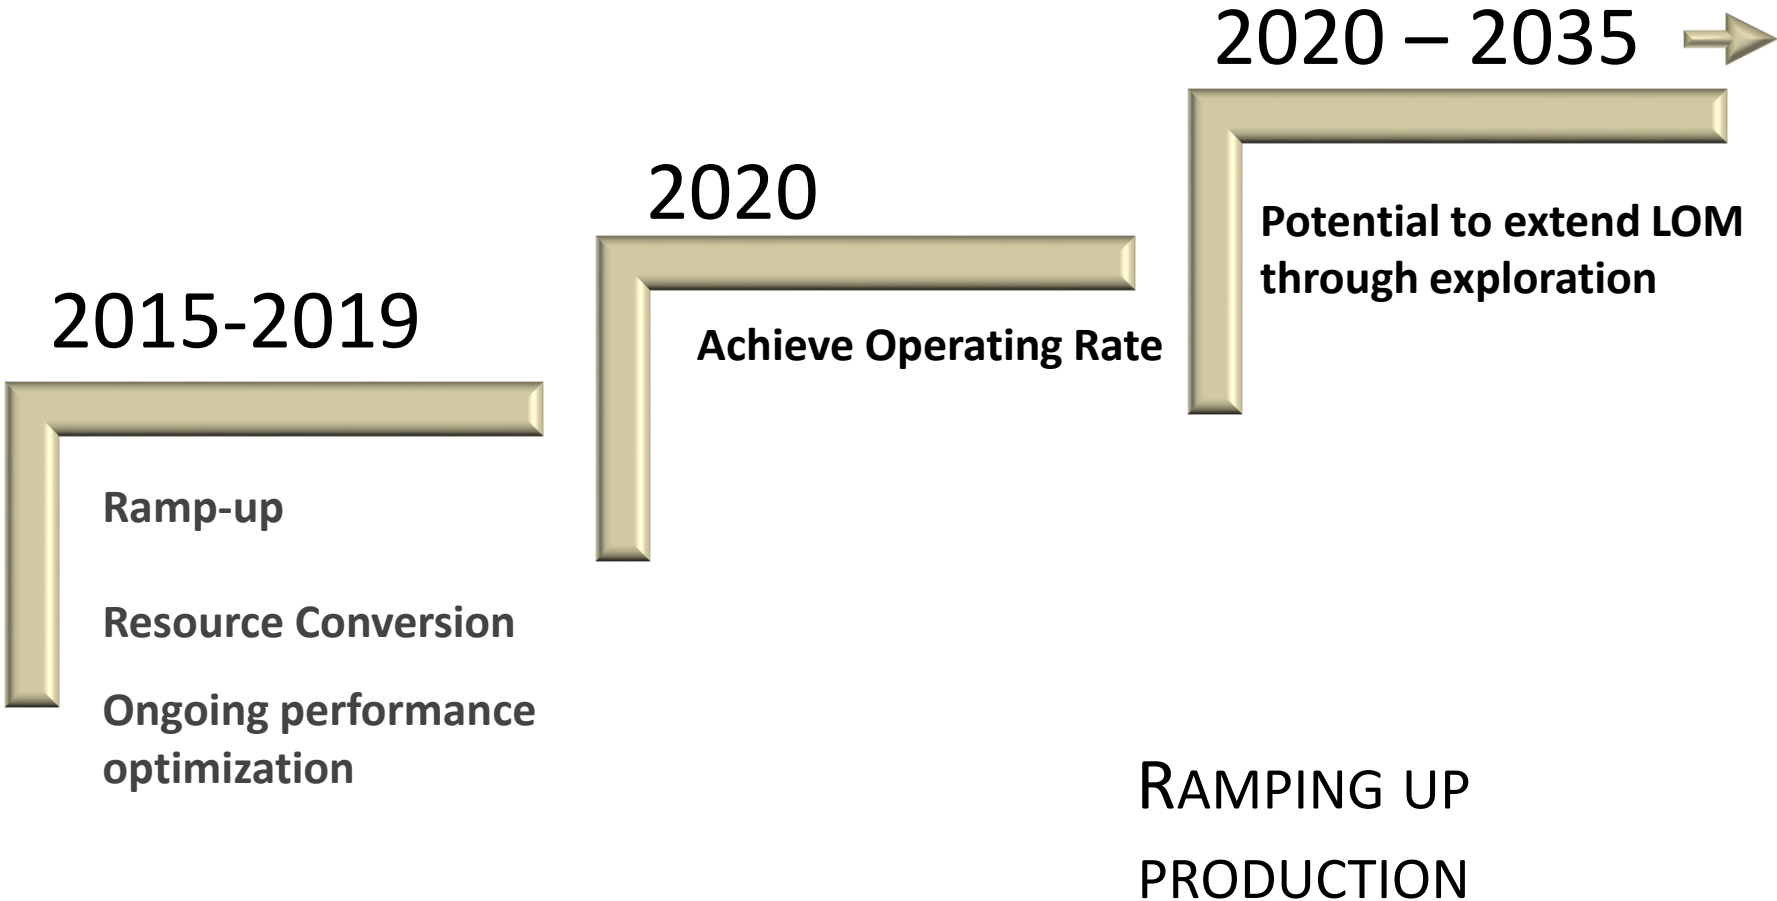 2015-2019
Ramp-up
Resource Conversion
Ongoing performance
optimization
2020
Achieve Operating Rate
2020 – 2035
Potential to extend LOM
through exploration
RAMPING UP
PRODUCTION